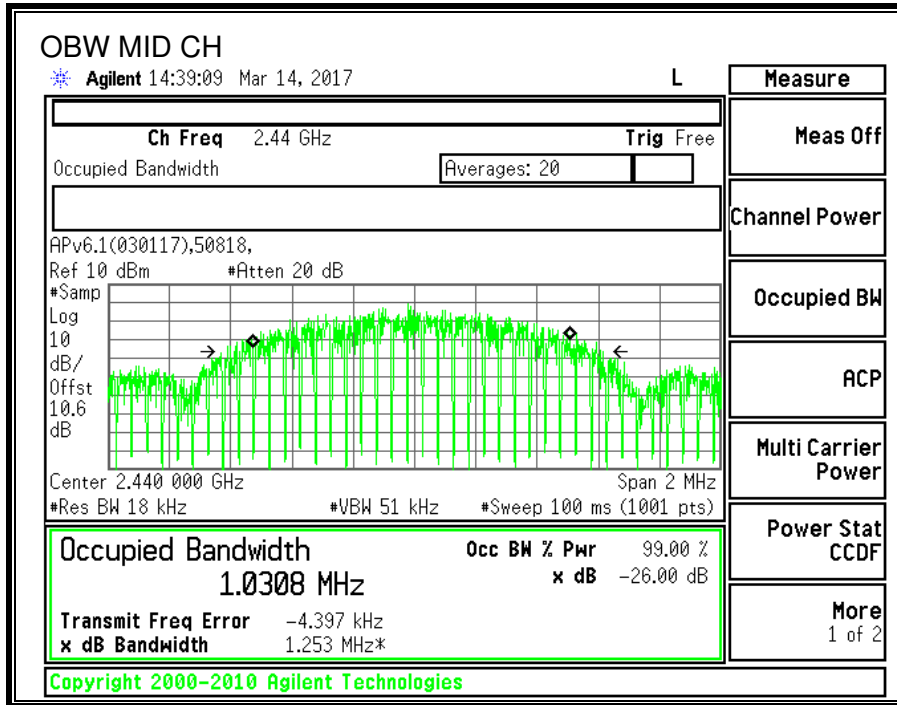 OBW MID CH
Agilent 14:39:09 Mar 14, 2017 L
Measure
Ch Freq 2.44 GHz Trig Free
Meas Off
Occupied Bandwidth Averages: 20
Channel Power
APv6.1(030117),50818,
Ref 10 dBm #Atten 20 dB
#Samp
Log
10
dB/
Offst
10.6
dB
Occupied BW
ACP
Center 2.440 000 GHz Span 2 MHz
#Res BW 18 kHz #VBW 51 kHz #Sweep 100 ms (1001 pts)
Multi Carrier
Power
Occupied Bandwidth Occ BW % Pwr 99.00 %
1.0308 MHz x dB -26.00 dB
Transmit Freq Error -4.397 kHz
x dB Bandwidth 1.253 MHz*
Power Stat
CCDF
More
1 of 2
Copyright 2000-2010 Agilent Technologies